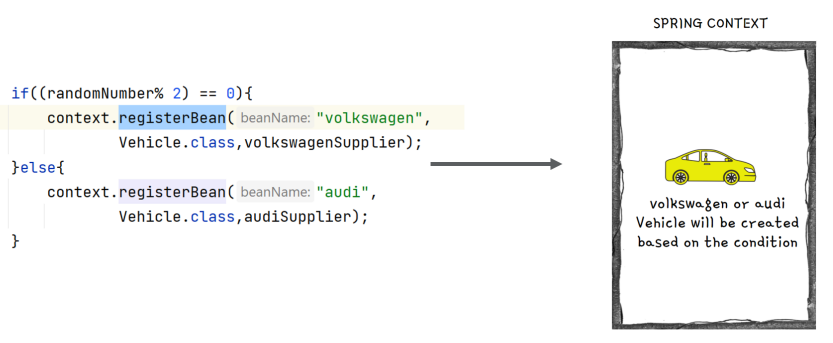 SPRING CONTEXT
if((randomNumber% 2) == 0){
context.registerBean( beanName: "volkswagen",
Vehicle.class,volkswagenSupplier);
}else{
context.registerBean( beanName: "audi",
Vehicle.class,audiSupplier);
}
volkswagen or audi
Vehicle will be created
based on the condition